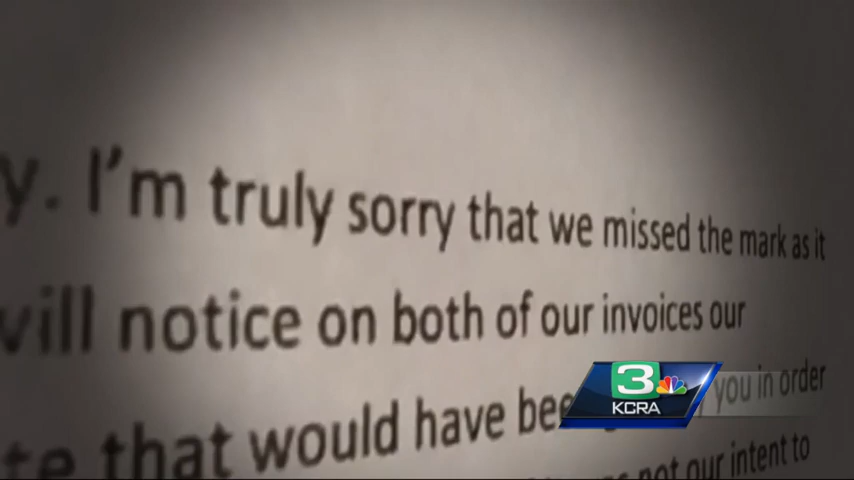 y. I'm truly sorry that we missed the mark as it
will notice on both of our invoices our
te that would have bee you in order
not our intent to
3
KCRA